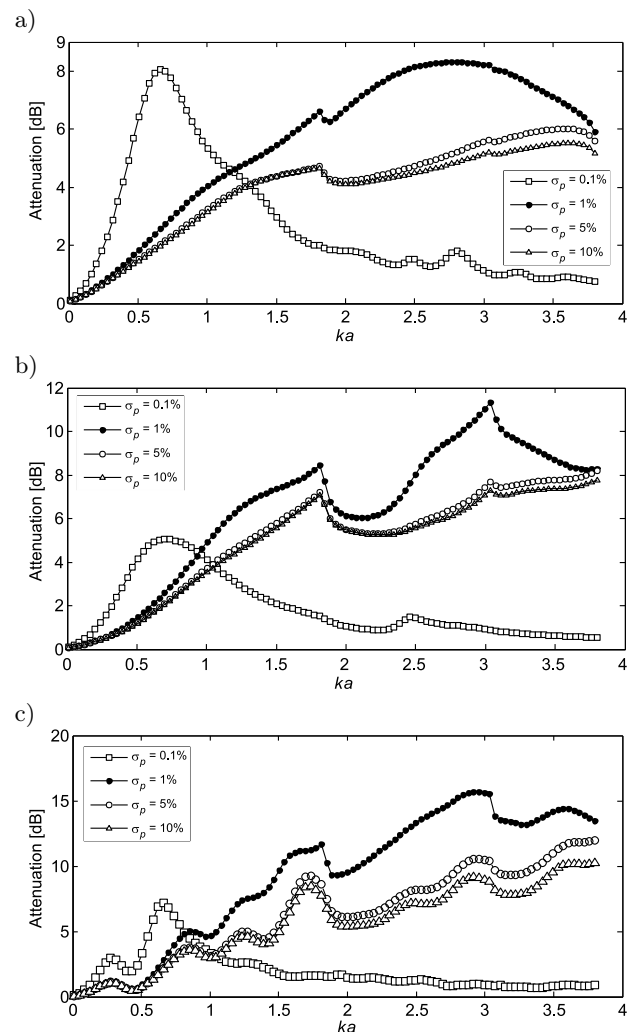 a)
9
8
6
4
2
0
Attenuation [dB]
0 0.5 1 1.5 2 2.5 3 3.5 4
ka
σp = 0.1%
σp = 1%
σp = 5%
σp = 10%
b)
12
10
8
6
4
2
0
Attenuation [dB]
0 0.5 1 1.5 2 2.5 3 3.5 4
ka
σp = 0.1%
σp = 1%
σp = 5%
σp = 10%
c)
20
15
10
5
0
Attenuation [dB]
0 0.5 1 1.5 2 2.5 3 3.5 4
ka
σp = 0.1%
σp = 1%
σp = 5%
σp = 10%